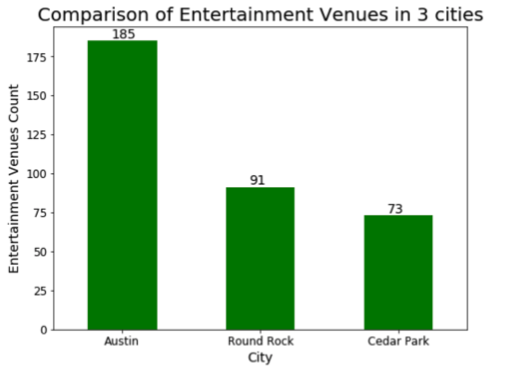 Comparison of Entertainment Venues in 3 cities
185
175
150
125
100
75
50
25
0
91
73
Entertainment Venues Count
Austin
Round Rock
Cedar Park
City